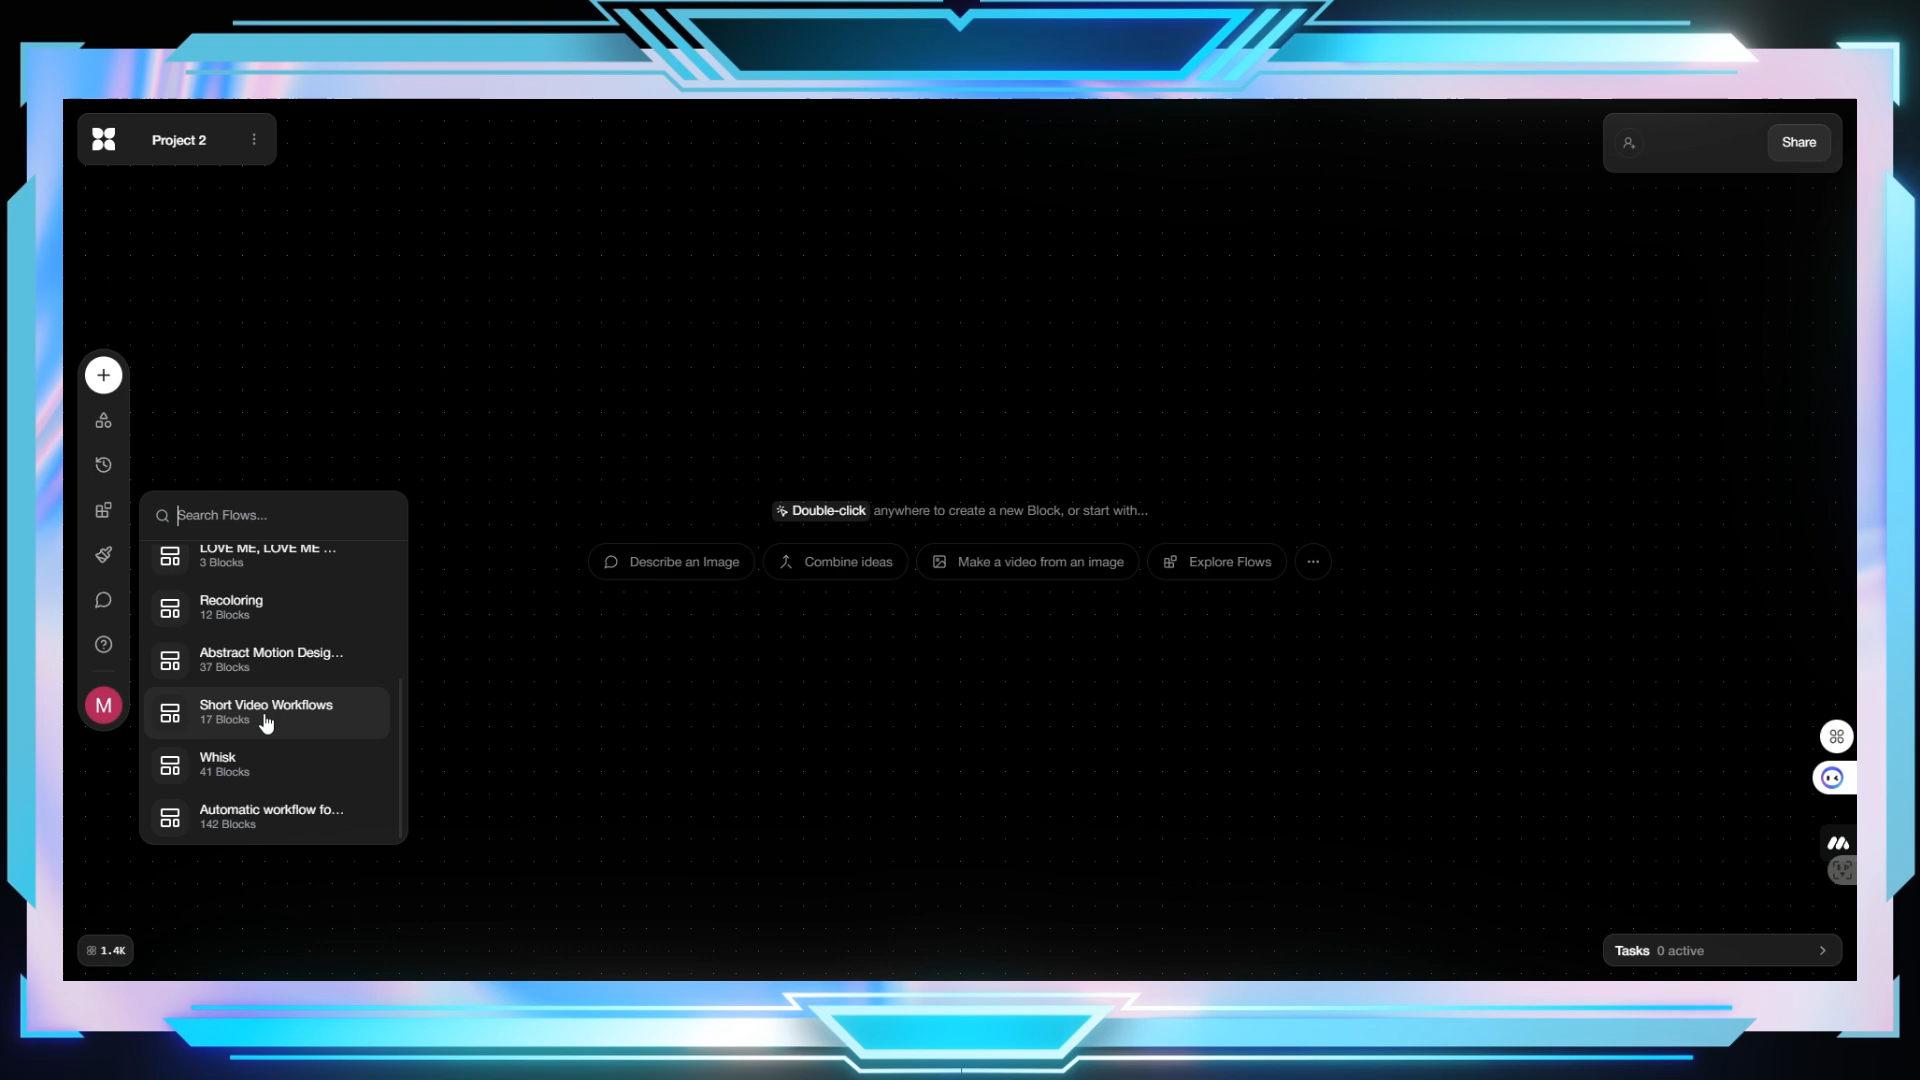 Project 2
Share
Double-click anywhere to create a new Block, or start with...
Describe an Image
Combine ideas
Make a video from an image
Explore Flows
Search Flows...
LOVE ME, LOVE ME ...
3 Blocks
Recoloring
12 Blocks
Abstract Motion Desig...
37 Blocks
Short Video Workflows
17 Blocks
Whisk
41 Blocks
Automatic workflow fo...
142 Blocks
M
1.4K
Tasks 0 active